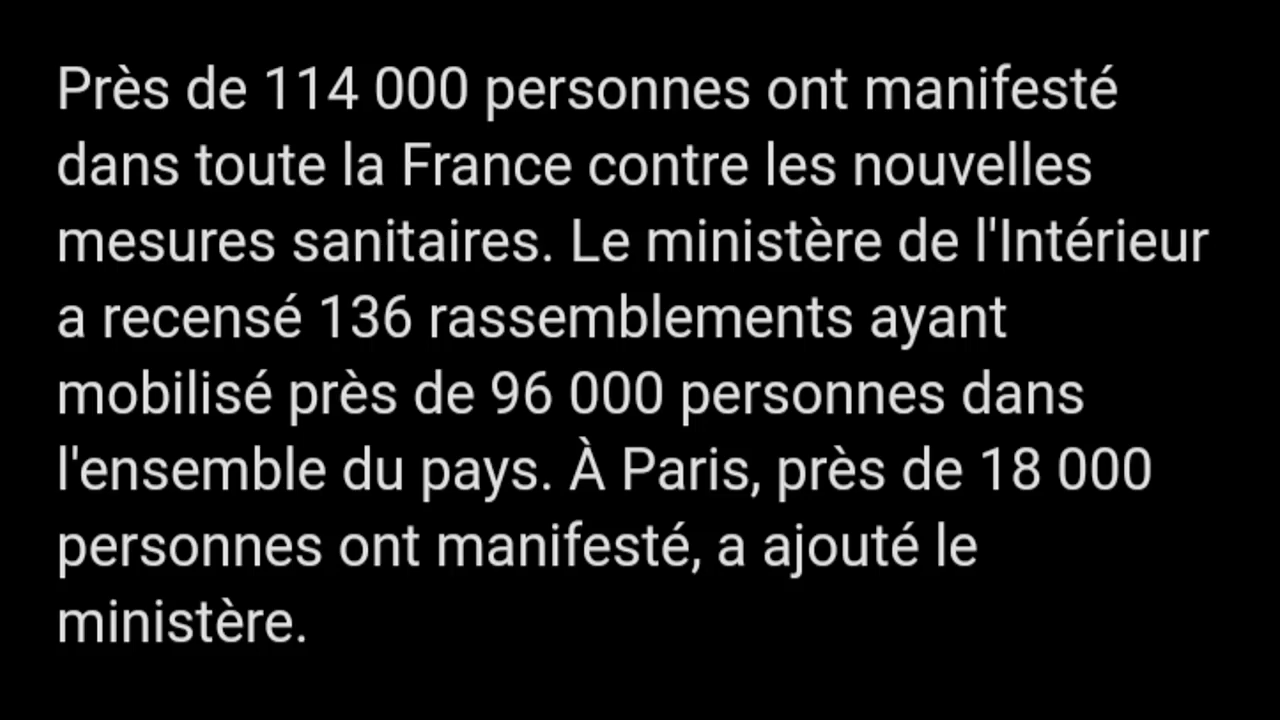 Près de 114 000 personnes ont manifesté
dans toute la France contre les nouvelles
mesures sanitaires. Le ministère de l'Intérieur
a recensé 136 rassemblements ayant
mobilisé près de 96 000 personnes dans
l'ensemble du pays. À Paris, près de 18 000
personnes ont manifesté, a ajouté le
ministère.